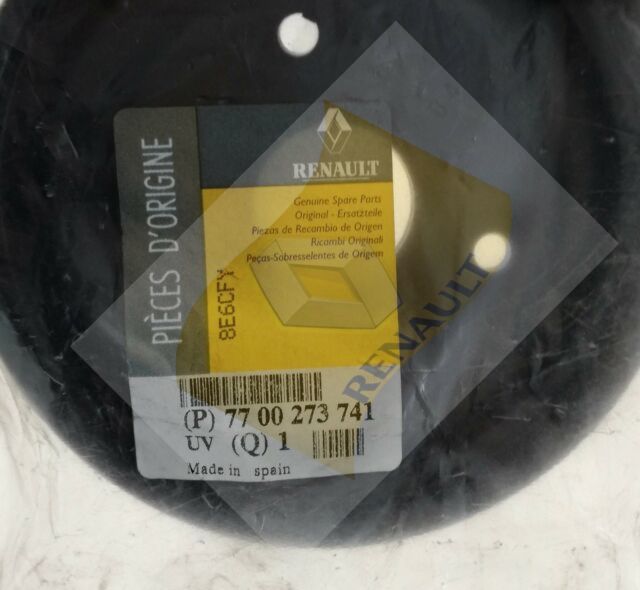 PIÈCES D'ORIGINE
RENAULT
Genuine Spare Parts
Original - Ersatzteile
Piezas de Recambio de Origen
Ricambi Originali
Peças-Sobresselentes de Origem
8E6CFY
RENAULT
(P) 77 00 273 741
UV (Q) 1
Made in spain